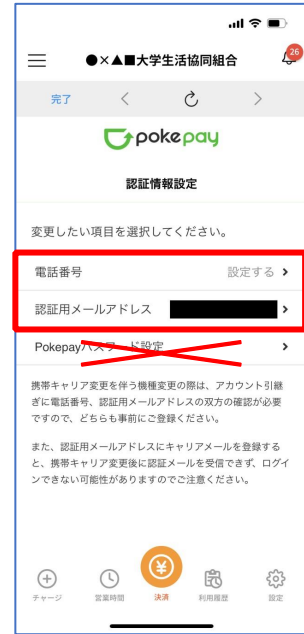 26
●×▲■大学生活協同組合
完了
pokepay
認証情報設定
変更したい項目を選択してください。
電話番号 設定する
認証用メールアドレス
Pokepayパスワード設定
携帯キャリア変更を伴う機種変更の際は、アカウント引継
ぎに電話番号、認証用メールアドレスの双方の確認が必要
ですので、どちらも事前にご登録ください。
また、認証用メールアドレスにキャリアメールを登録する
と、携帯キャリア変更後に認証メールを受信できず、ログイ
ンできない可能性がありますのでご注意ください。
チャージ 営業時間 決済 利用履歴 設定